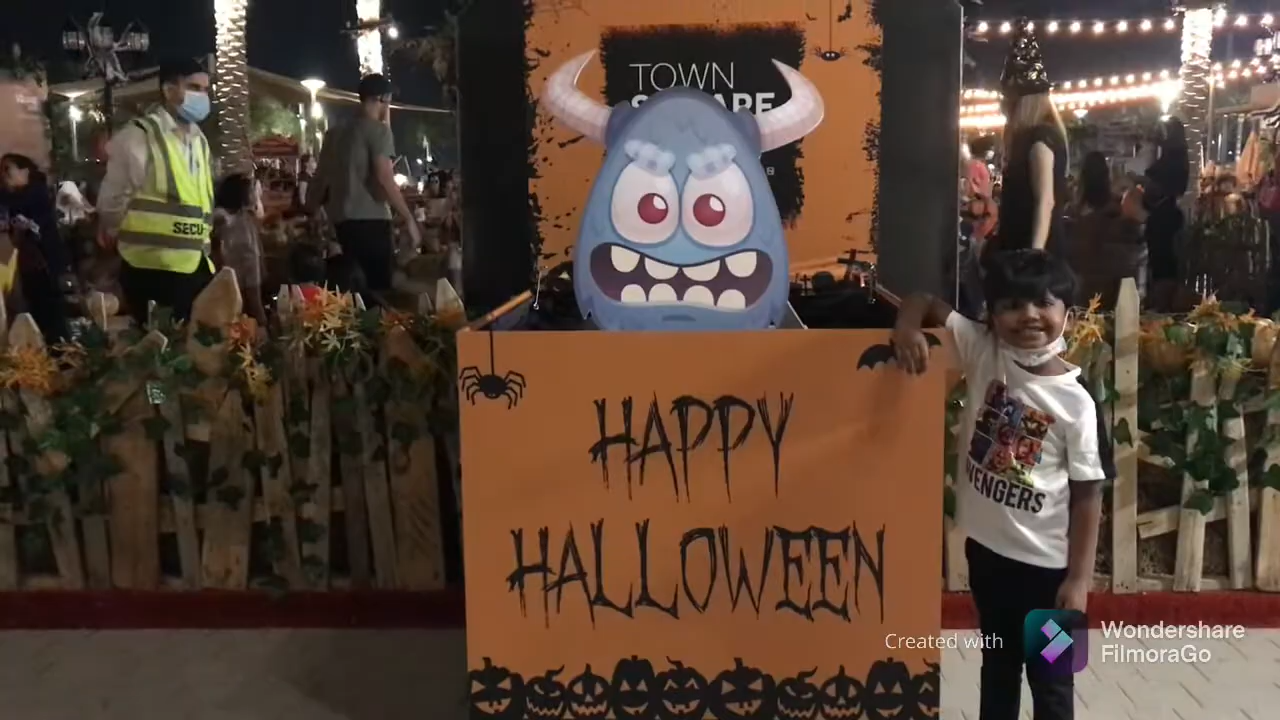 TOWN
HAPPY
HALLOWEEN
SECU
VENGERS
Created with
Wondershare
FilmoraGo